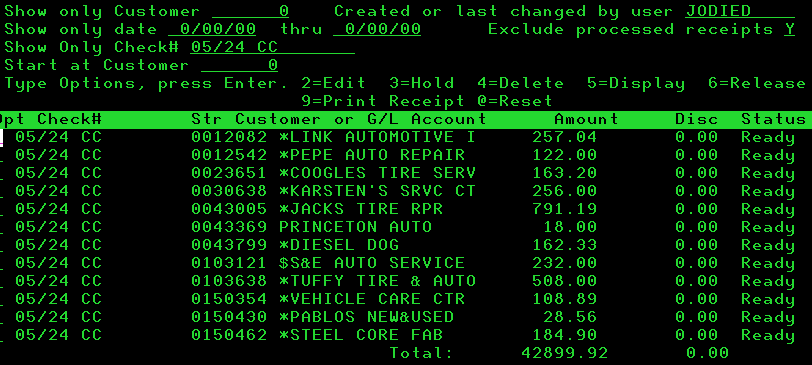 Show only Customer 0 Created or last changed by user JODIED
Show only date 0/00/00 thru 0/00/00 Exclude processed receipts Y
Show Only Check# 05/24 CC
Start at Customer 0
Type Options, press Enter. 2=Edit 3=Hold 4=Delete 5=Display 6=Release
9=Print Receipt @=Reset
Opt Check# Str Customer or G/L Account Amount Disc Status
05/24 CC 0012082 *LINK AUTOMOTIVE I 257.04 0.00 Ready
05/24 CC 0012542 *PEPE AUTO REPAIR 122.00 0.00 Ready
05/24 CC 0023651 *COOGLES TIRE SERV 163.20 0.00 Ready
05/24 CC 0030638 *KARSTEN'S SRVC CT 256.00 0.00 Ready
05/24 CC 0043005 *JACKS TIRE RPR 791.19 0.00 Ready
05/24 CC 0043369 PRINCETON AUTO 18.00 0.00 Ready
05/24 CC 0043799 *DIESEL DOG 162.33 0.00 Ready
05/24 CC 0103121 $S&E AUTO SERVICE 232.00 0.00 Ready
05/24 CC 0103638 *TUFFY TIRE & AUTO 508.00 0.00 Ready
05/24 CC 0150354 *VEHICLE CARE CTR 108.89 0.00 Ready
05/24 CC 0150430 *PABLOS NEW&USED 28.56 0.00 Ready
05/24 CC 0150462 *STEEL CORE FAB 184.90 0.00 Ready
Total: 42899.92 0.00